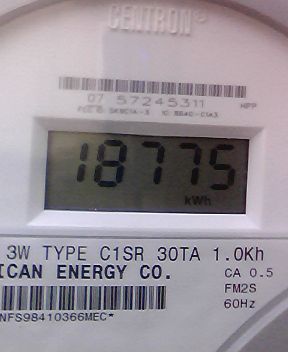 CENTRON®
07 57245311 HPP
18775
kWh
3W TYPE C1SR 30TA 1.0Kh
ICAN ENERGY CO. CA 0.5
FM2S
60Hz
NFS98410366MEC*